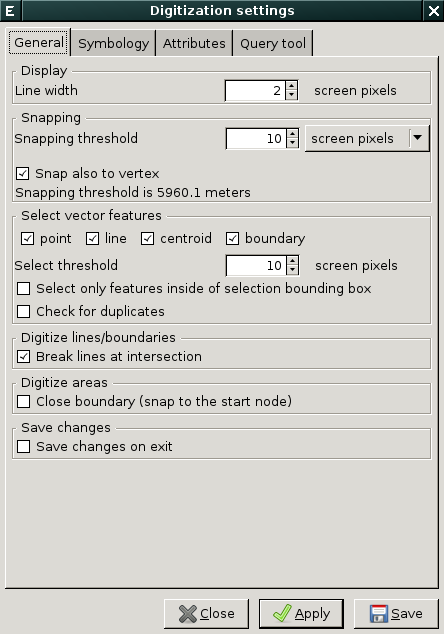 E Digitization settings
General Symbology Attributes Query tool
Display
Line width 2 screen pixels
Snapping
Snapping threshold 10 screen pixels
Snap also to vertex
Snapping threshold is 5960.1 meters
Select vector features
point line centroid boundary
Select threshold 10 screen pixels
Select only features inside of selection bounding box
Check for duplicates
Digitize lines/boundaries
Break lines at intersection
Digitize areas
Close boundary (snap to the start node)
Save changes
Save changes on exit
Close Apply Save